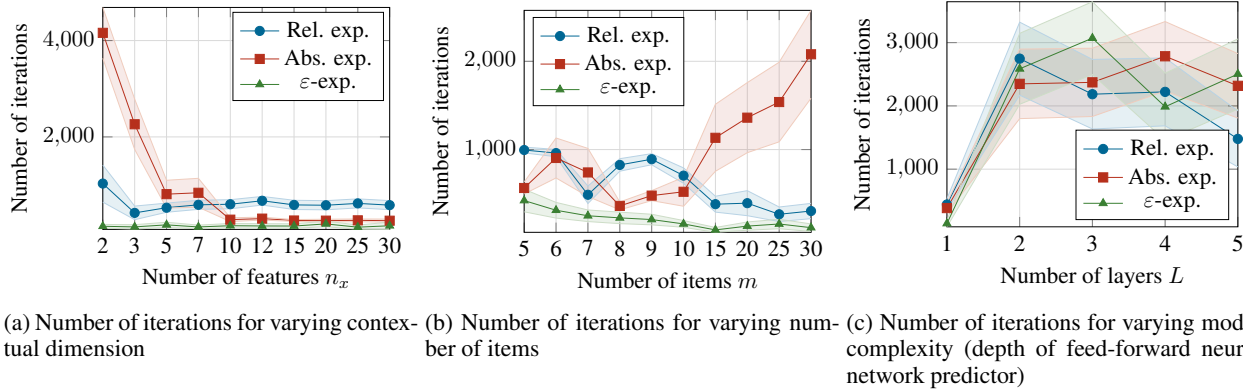 Number of iterations
4,000
2,000
Rel. exp.
Abs. exp.
ε-exp.
2 3 5 7 10 12 15 20 25 30
Number of features n_x
(a) Number of iterations for varying contex-
tual dimension
Number of iterations
2,000
1,000
Rel. exp.
Abs. exp.
ε-exp.
5 6 7 8 9 10 15 20 25 30
Number of items m
(b) Number of iterations for varying num-
ber of items
Number of iterations
3,000
2,000
1,000
Rel. exp.
Abs. exp.
ε-exp.
1 2 3 4 5
Number of layers L
(c) Number of iterations for varying mod
complexity (depth of feed-forward neur
network predictor)